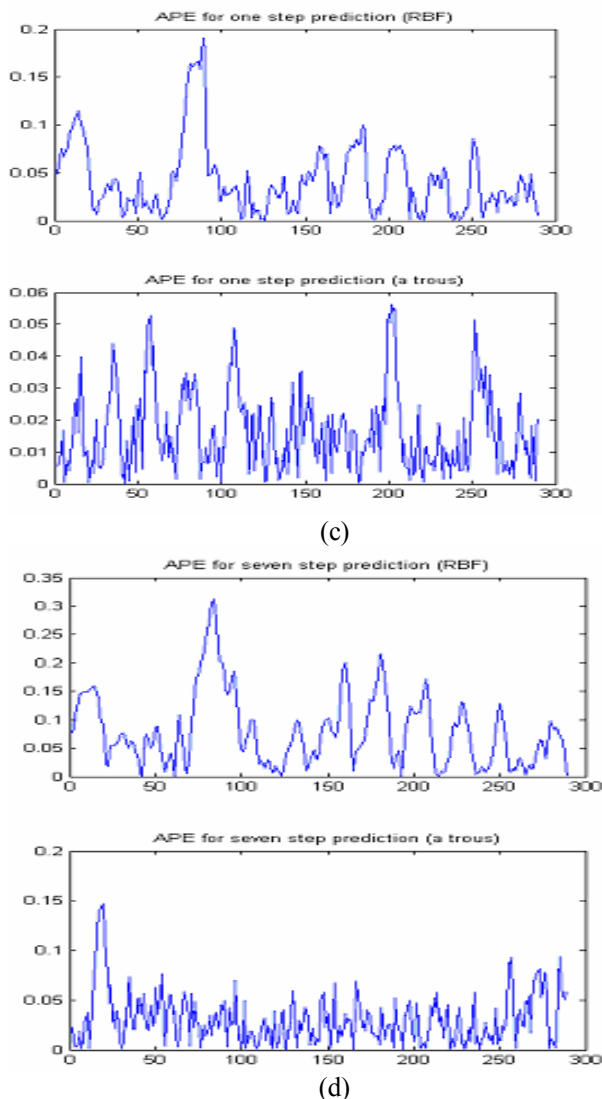 APE for one step prediction (RBF)
0.2
0.15
0.1
0.05
0
0 50 100 150 200 250 300
APE for one step prediction (a trous)
0.06
0.05
0.04
0.03
0.02
0.01
0
0 50 100 150 200 250 300
(c)
APE for seven step prediction (RBF)
0.35
0.3
0.25
0.2
0.15
0.1
0.05
0
0 50 100 150 200 250 300
APE for seven step prediction (a trous)
0.2
0.15
0.1
0.05
0
0 50 100 150 200 250 300
(d)